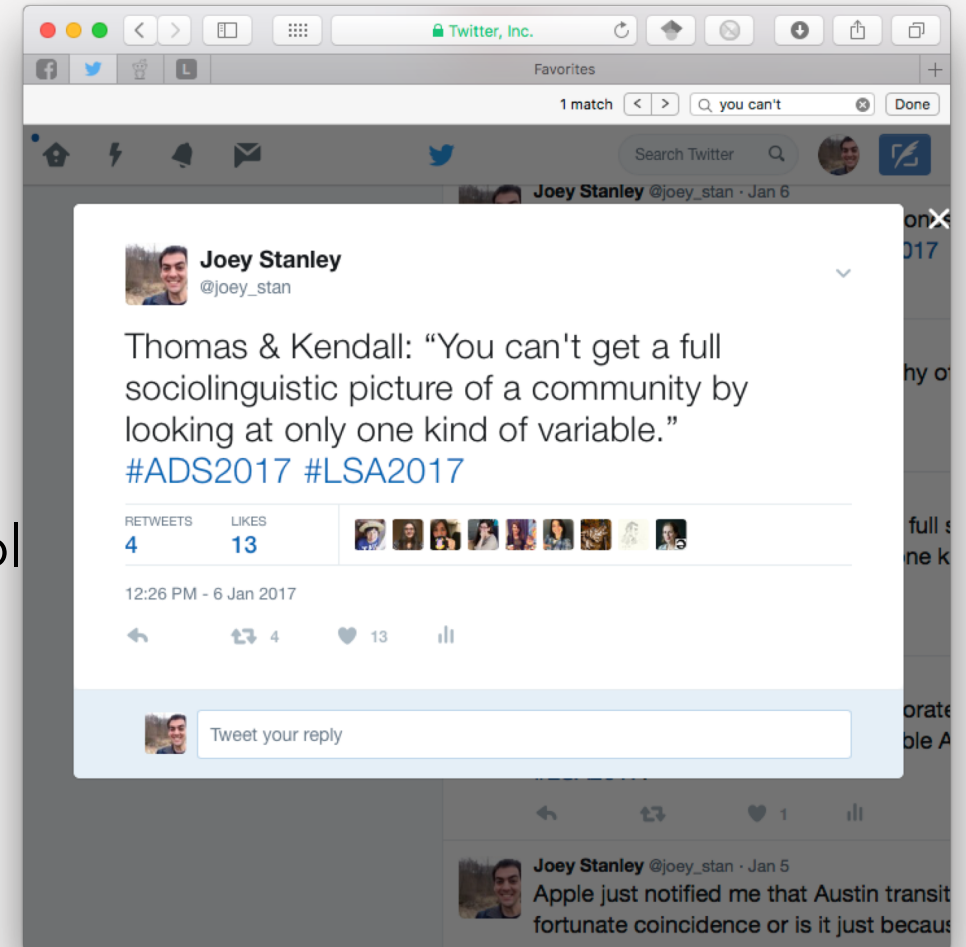 Twitter, Inc.
L
Favorites
1 match
you can't
Done
Search Twitter
Joey Stanley @joey_stan · Jan 6
017
Joey Stanley
@joey_stan
Thomas & Kendall: “You can't get a full
sociolinguistic picture of a community by
looking at only one kind of variable.”
#ADS2017 #LSA2017
full
RETWEETS LIKES
4 13
12:26 PM - 6 Jan 2017
4 13
Tweet your reply
1
Joey Stanley @joey_stan · Jan 5
Apple just notified me that Austin transit
fortunate coincidence or is it just becaus